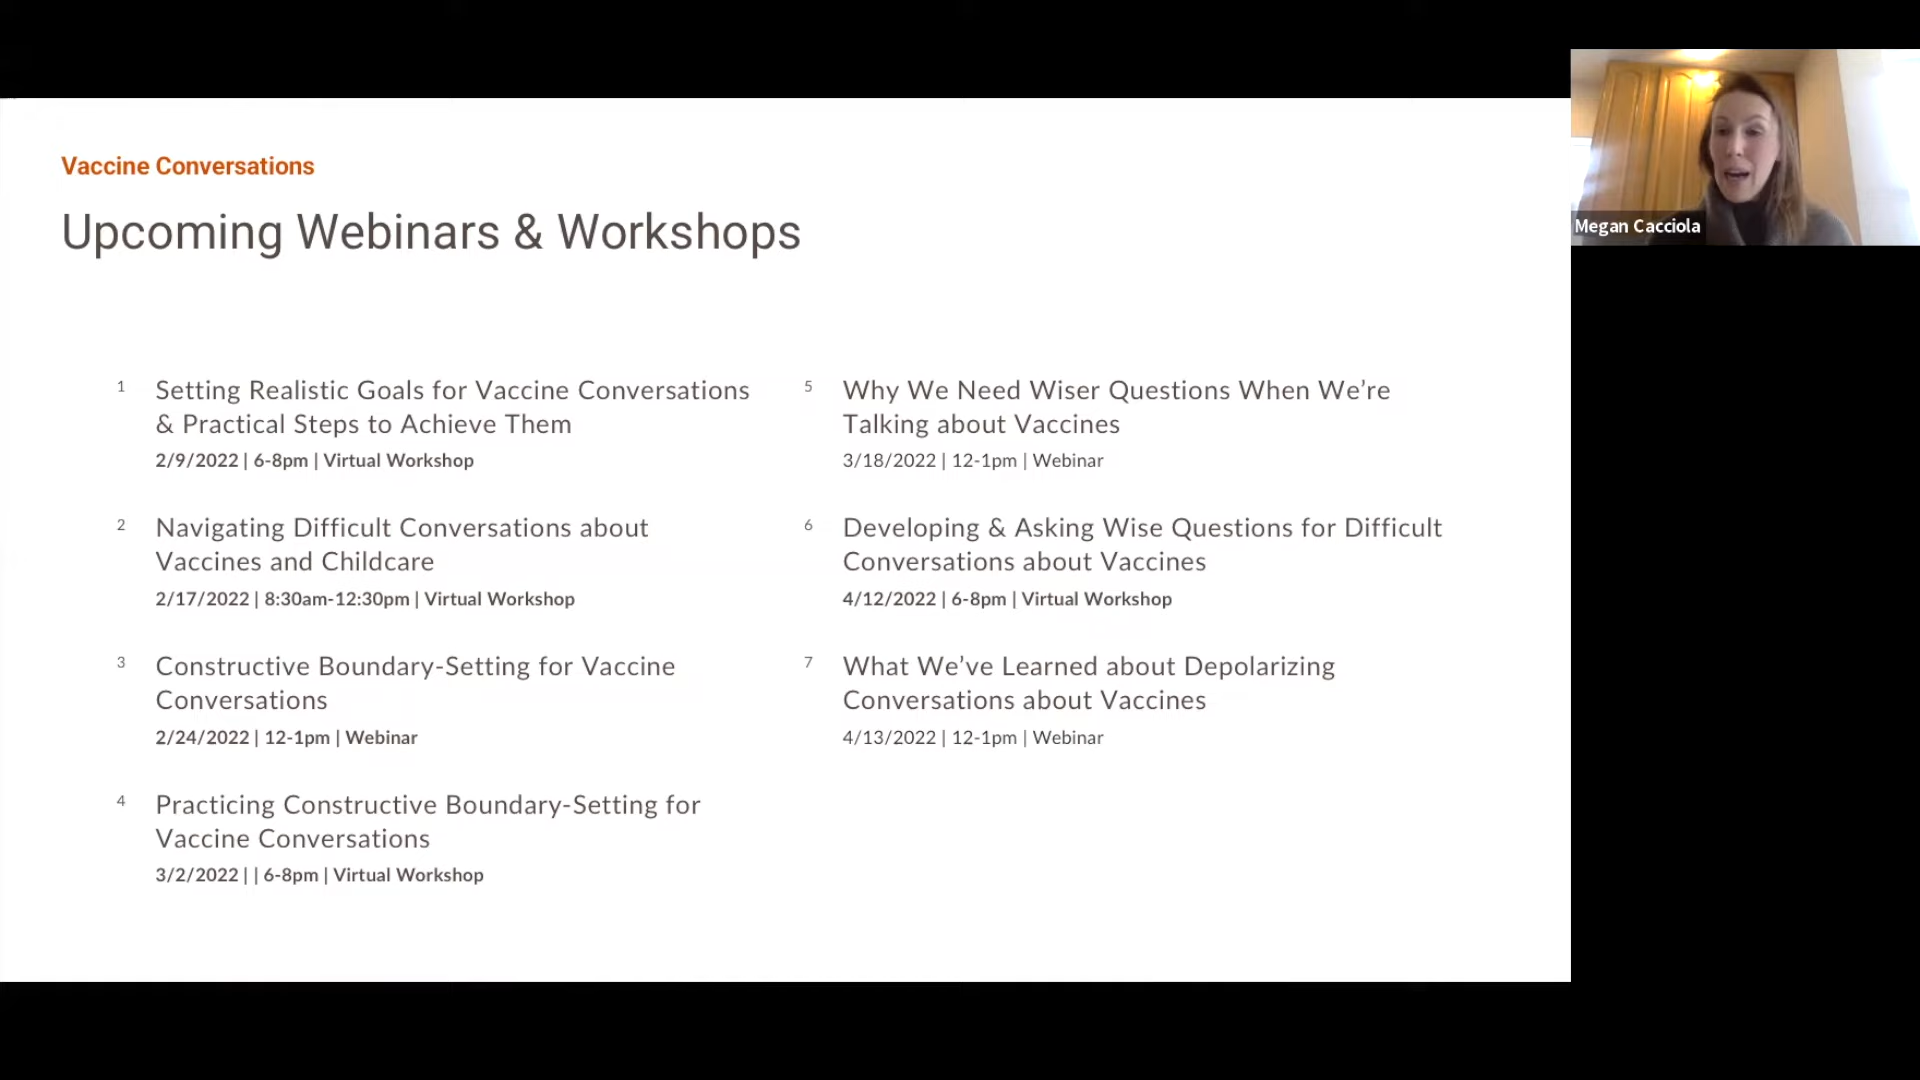 Vaccine Conversations
Upcoming Webinars & Workshops
1
Setting Realistic Goals for Vaccine Conversations
& Practical Steps to Achieve Them
2/9/2022 | 6-8pm | Virtual Workshop
2
Navigating Difficult Conversations about
Vaccines and Childcare
2/17/2022 | 8:30am-12:30pm | Virtual Workshop
3
Constructive Boundary-Setting for Vaccine
Conversations
2/24/2022 | 12-1pm | Webinar
4
Practicing Constructive Boundary-Setting for
Vaccine Conversations
3/2/2022 | | 6-8pm | Virtual Workshop
5
Why We Need Wiser Questions When We’re
Talking about Vaccines
3/18/2022 | 12-1pm | Webinar
6
Developing & Asking Wise Questions for Difficult
Conversations about Vaccines
4/12/2022 | 6-8pm | Virtual Workshop
7
What We’ve Learned about Depolarizing
Conversations about Vaccines
4/13/2022 | 12-1pm | Webinar
Megan Cacciola